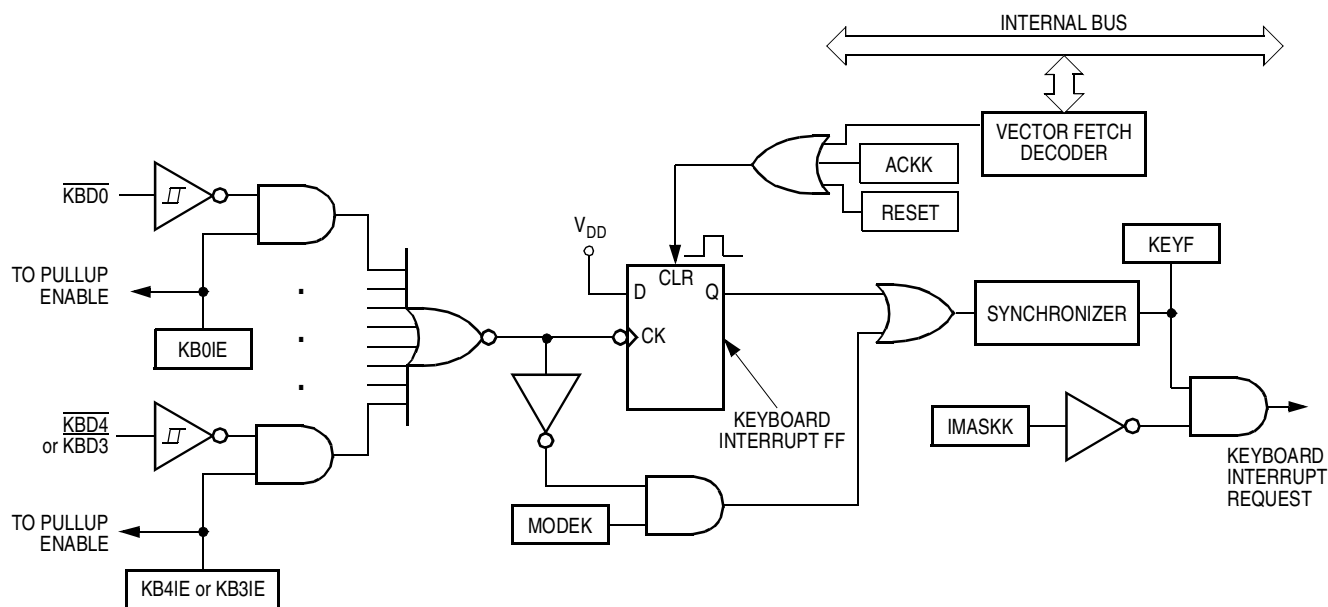 INTERNAL BUS
VECTOR FETCH
DECODER
ACKK
RESET
KBD0
TO PULLUP
ENABLE
KB0IE
VDD
D
CLR
Q
CK
KEYBOARD
INTERRUPT FF
SYNCHRONIZER
KEYF
KBD4
or KBD3
TO PULLUP
ENABLE
KB4IE or KB3IE
MODEK
IMASKK
KEYBOARD
INTERRUPT
REQUEST